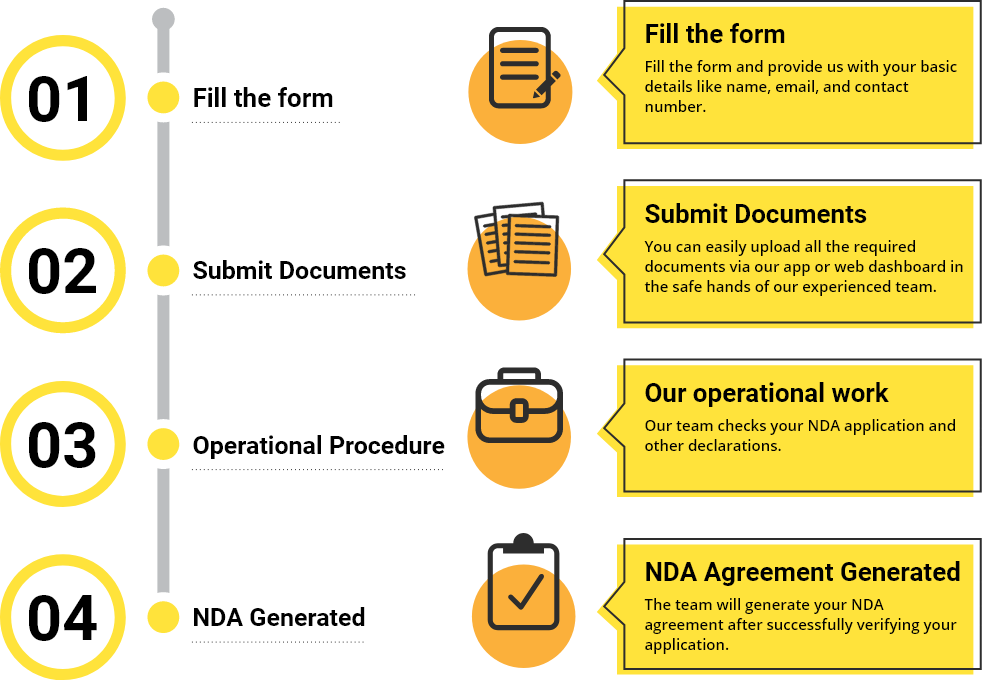 01
Fill the form
Fill the form
Fill the form and provide us with your basic
details like name, email, and contact
number.
02
Submit Documents
Submit Documents
You can easily upload all the required
documents via our app or web dashboard in
the safe hands of our experienced team.
03
Operational Procedure
Our operational work
Our team checks your NDA application and
other declarations.
04
NDA Generated
NDA Agreement Generated
The team will generate your NDA
agreement after successfully verifying your
application.